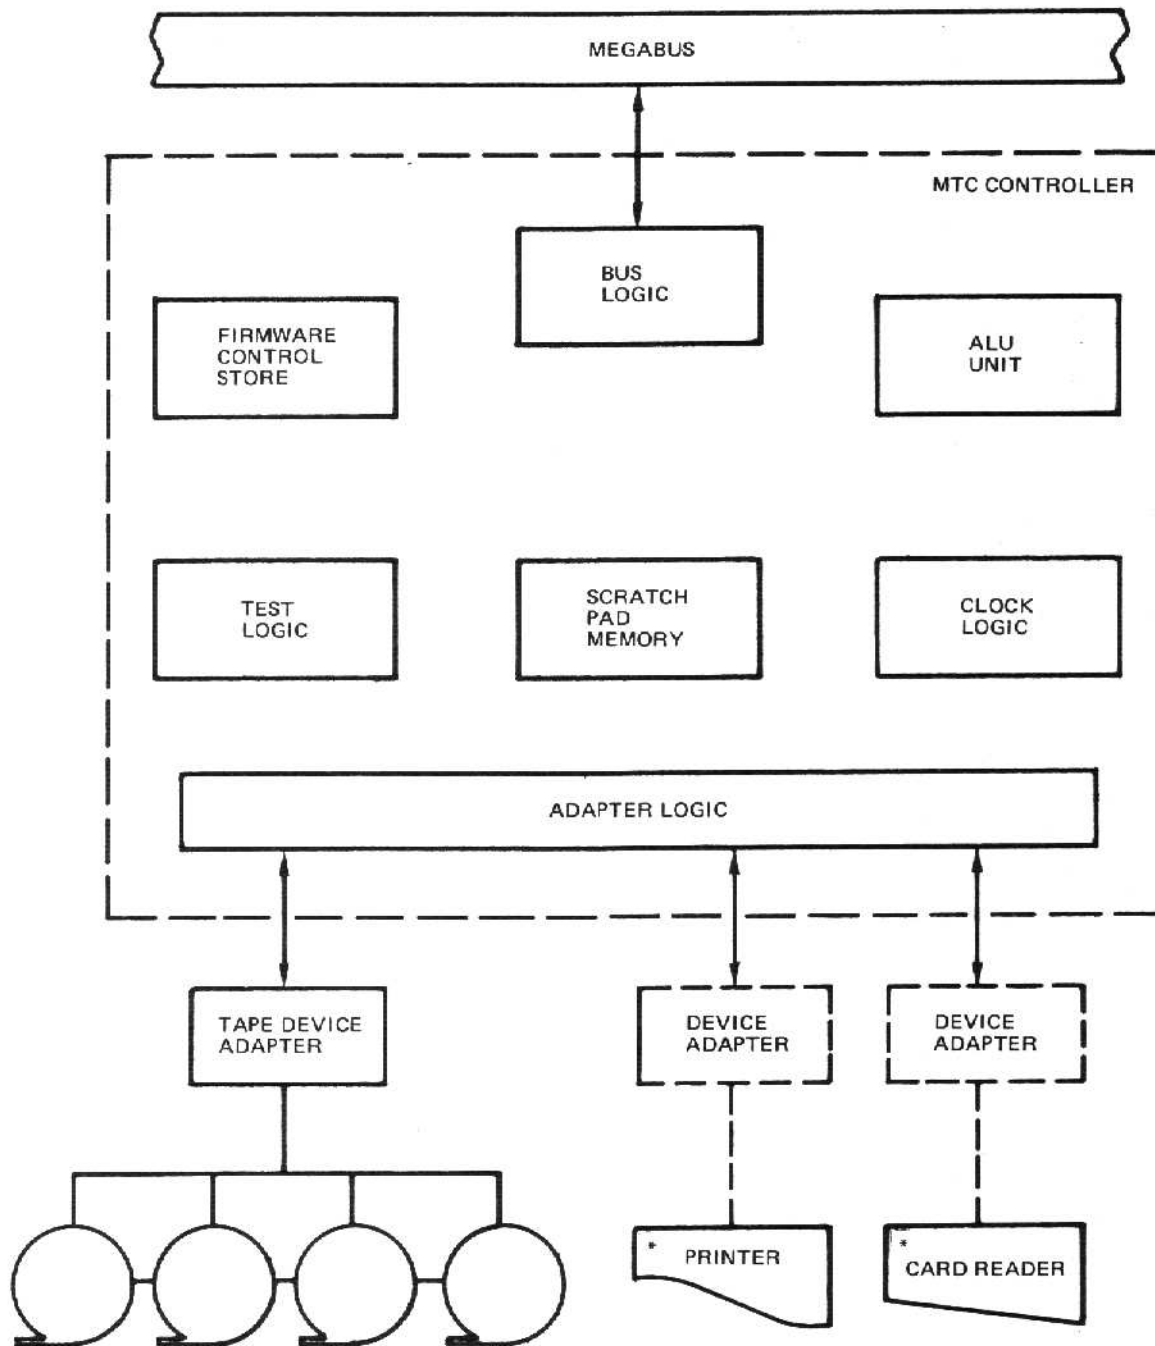 MEGABUS
MTC CONTROLLER
BUS
LOGIC
FIRMWARE
CONTROL
STORE
ALU
UNIT
TEST
LOGIC
SCRATCH
PAD
MEMORY
CLOCK
LOGIC
ADAPTER LOGIC
TAPE DEVICE
ADAPTER
DEVICE
ADAPTER
DEVICE
ADAPTER
* PRINTER
*
CARD READER